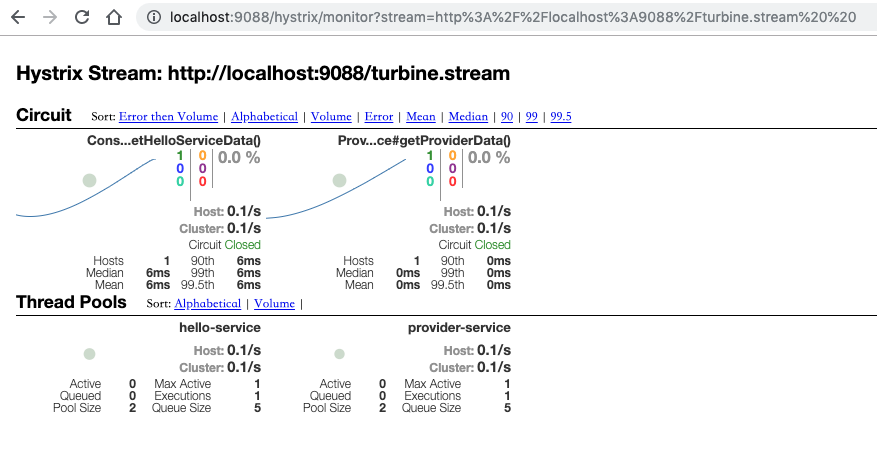 localhost:9088/hystrix/monitor?stream=http%3A%2F%2Flocalhost%3A9088%2Fturbine.stream%20%20
Hystrix Stream: http://localhost:9088/turbine.stream
Circuit Sort: Error then Volume | Alphabetical | Volume | Error | Mean | Median | 90 | 99 | 99.5
Cons...etHelloServiceData() Prov...ce#getProviderData()
1 0 0.0 % 1 0 0.0 %
0 0 0 0
0 0 0 0
Host: 0.1/s Host: 0.1/s
Cluster: 0.1/s Cluster: 0.1/s
Circuit Closed Circuit Closed
Hosts 1 90th 6ms Hosts 1 90th 0ms
Median 6ms 99th 6ms Median 0ms 99th 0ms
Mean 6ms 99.5th 6ms Mean 0ms 99.5th 0ms
Thread Pools Sort: Alphabetical | Volume |
hello-service provider-service
Host: 0.1/s Host: 0.1/s
Cluster: 0.1/s Cluster: 0.1/s
Active 0 Max Active 1 Active 0 Max Active 1
Queued 0 Executions 1 Queued 0 Executions 1
Pool Size 2 Queue Size 5 Pool Size 2 Queue Size 5